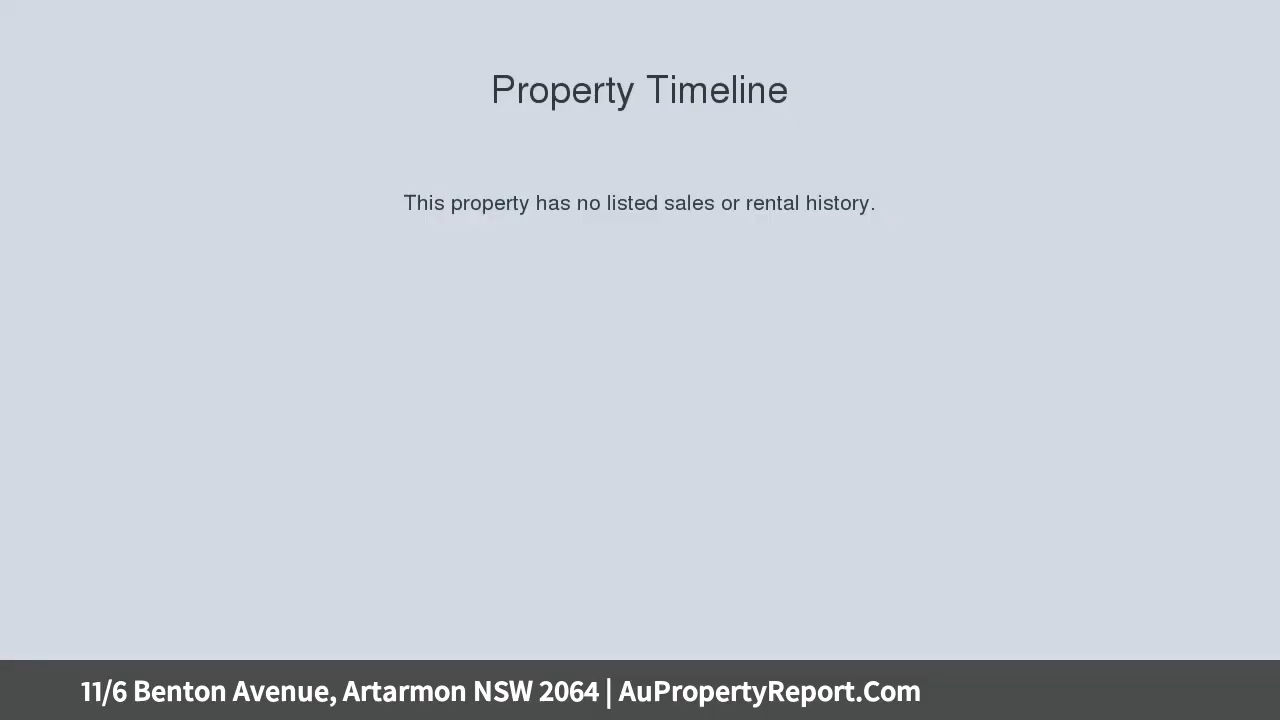 Property Timeline
This property has no listed sales or rental history.
11/6 Benton Avenue, Artarmon NSW 2064 | AuPropertyReport.Com